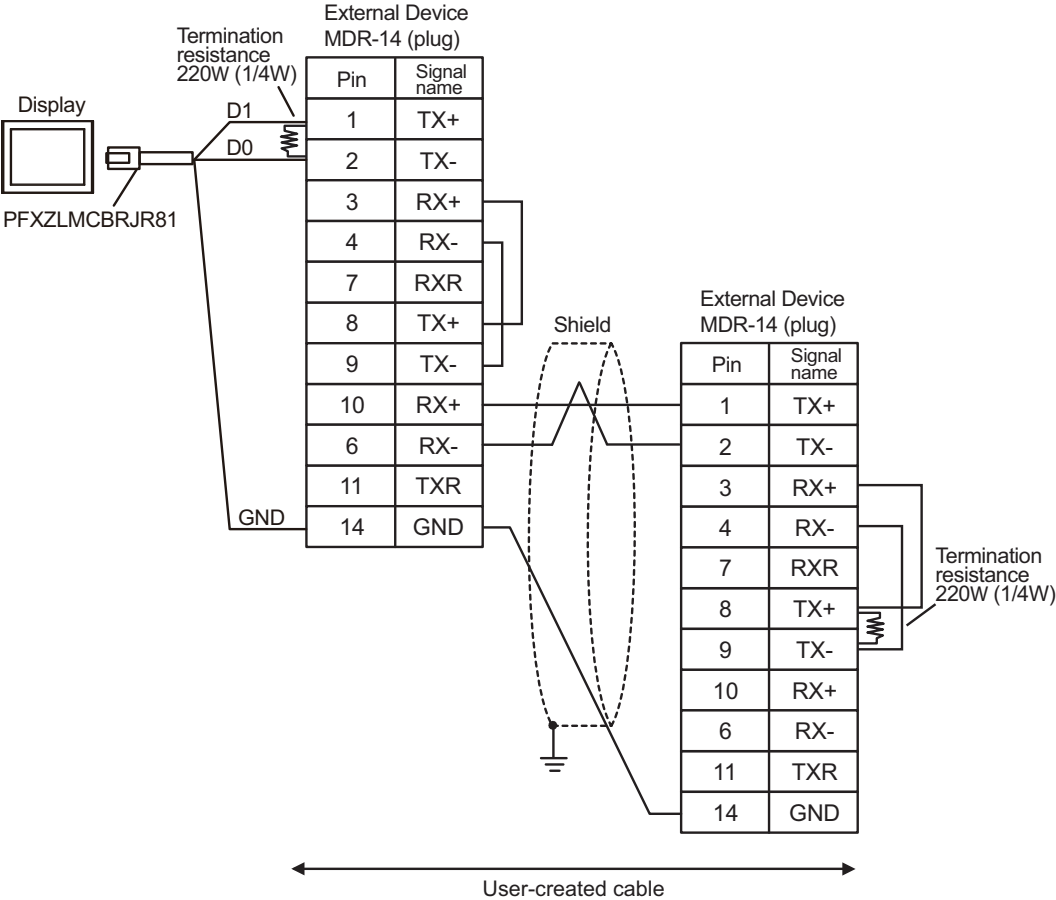 External Device
MDR-14 (plug)
Termination
resistance
220W (1/4W)
Display
PFXZLMCBRJR81
D1
D0
GND
Pin Signal name
1 TX+
2 TX-
3 RX+
4 RX-
7 RXR
8 TX+
9 TX-
10 RX+
6 RX-
11 TXR
14 GND
Shield
External Device
MDR-14 (plug)
Pin Signal name
1 TX+
2 TX-
3 RX+
4 RX-
7 RXR
8 TX+
9 TX-
10 RX+
6 RX-
11 TXR
14 GND
Termination
resistance
220W (1/4W)
User-created cable